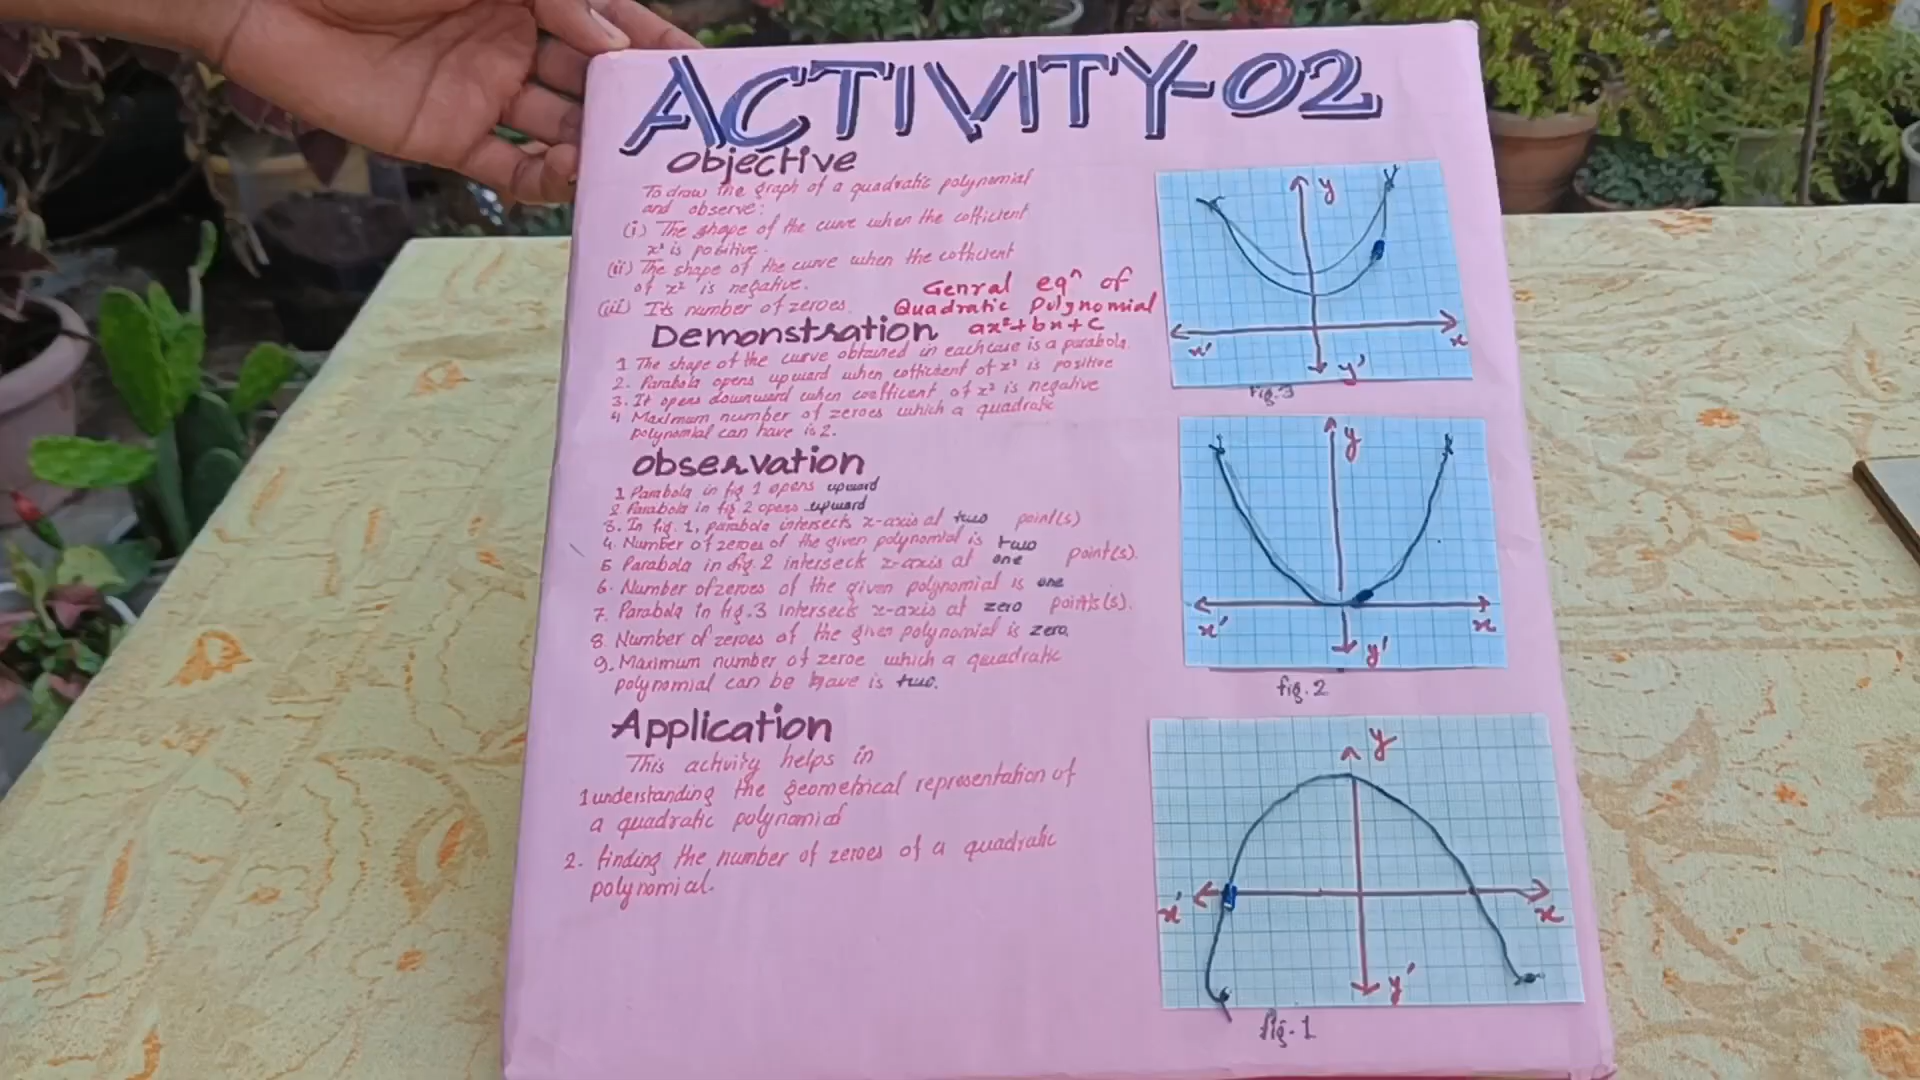 ACTIVITY-02
Objective
To draw the graph of a quadratic polynomial
and observe:
(i) The shape of the curve when the cofficient
x² is positive.
(ii) The shape of the curve when the cofficient
of x² is negative.
(iii) Its number of zeroes.
Genral eqⁿ of
Quadratic Polynomial
ax²+bx+c
Demonstration
1 The shape of the curve obtained in each case is a parabola.
2. Parabola opens upward when cofficient of x² is positive
3. It opens downward when coefficent of x² is negative
4 Maximum number of zeroes which a quadratic
polynomial can have is 2.
observation
1 Parabola in fig 1 opens upward
2 Parabola in fig 2 opens upward
3. In fig. 1, parabola intersects x-axis at two point(s)
4. Number of zeroes of the given polynomial is two
5 Parabola in fig. 2 interseck x-axis at one point(s).
6. Number of zeroes of the given polynomial is one
7. Parabola in fig. 3 intersecs x-axis at zero points(s).
8. Number of zeroes of the given polynomial is zero.
9. Maximum number of zeroe which a quadratic
polynomial can be have is two.
Application
This activity helps in
1 understanding the geometrical representation of
a quadratic polynomial
2. finding the number of zeroes of a quadratic
polynomial.
y
x' x
y'
Fig. 3
y
x' x
y'
fig. 2
y
x' x
y'
fig. 1